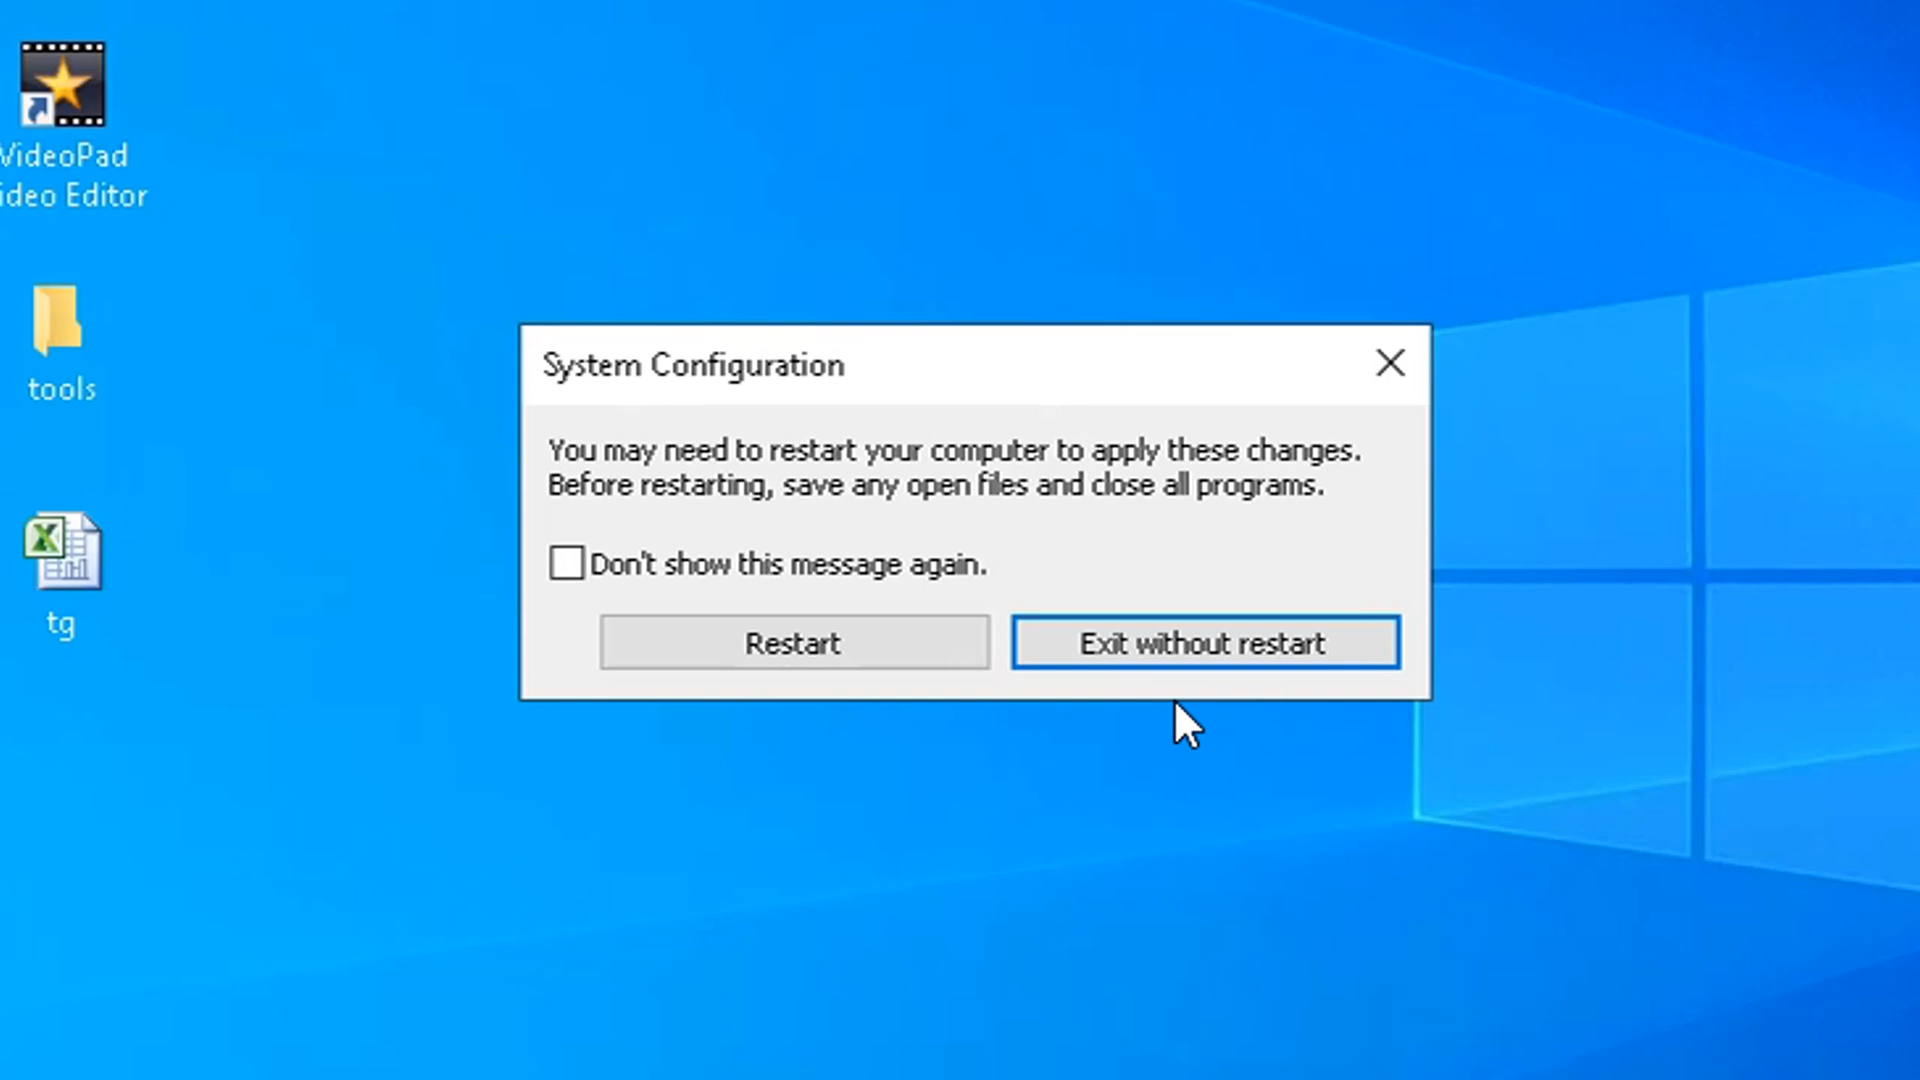 VideoPad
ideo Editor
tools
tg
System Configuration
You may need to restart your computer to apply these changes.
Before restarting, save any open files and close all programs.
Don't show this message again.
Restart
Exit without restart